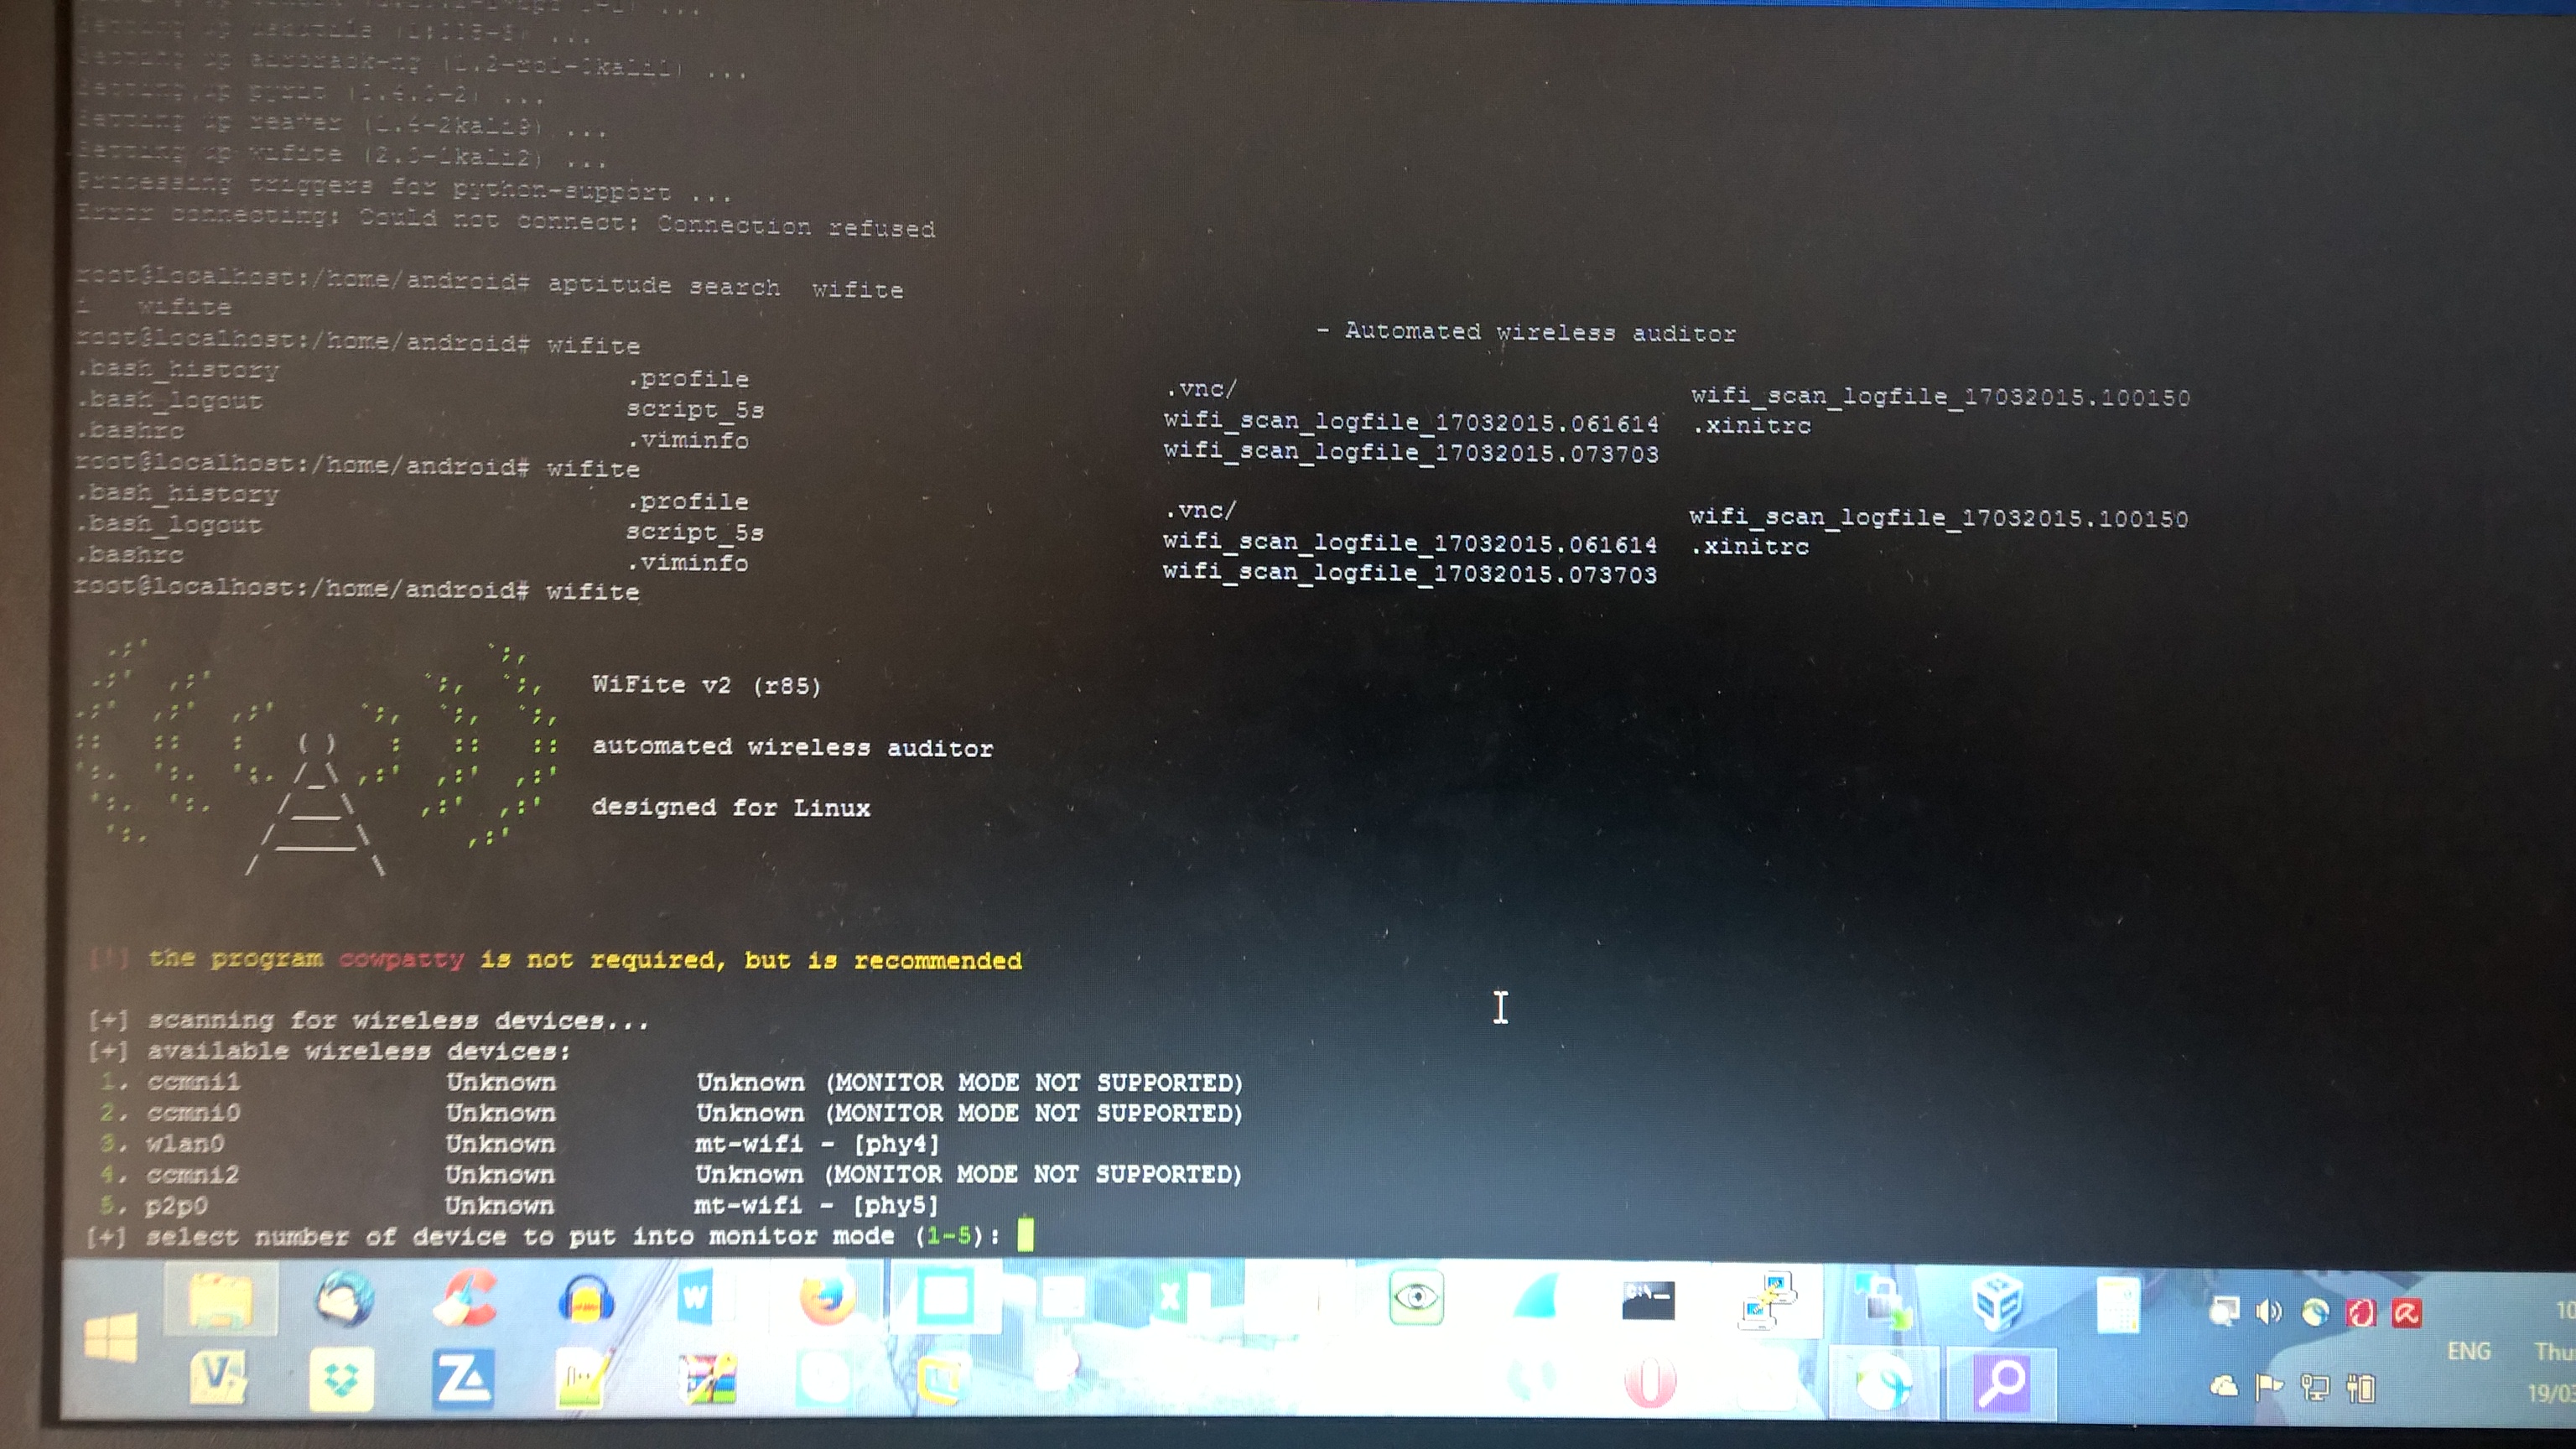 Setting up aircrack-ng (1.2-rc1-1kali1) ...
Setting up
Setting up reaver (1.4-2kali9) ...
Setting up wifite (2.0-1kali2) ...
Processing triggers for python-support ...
Error connecting: Could not connect: Connection refused
root@localhost:/home/android# aptitude search  wifite
i   wifite - Automated wireless auditor
root@localhost:/home/android# wifite
.bash_history .profile .vnc/ wifi_scan_logfile_17032015.100150
.bash_logout script_5s wifi_scan_logfile_17032015.061614 .xinitrc
.bashrc .viminfo wifi_scan_logfile_17032015.073703
root@localhost:/home/android# wifite
.bash_history .profile .vnc/ wifi_scan_logfile_17032015.100150
.bash_logout script_5s wifi_scan_logfile_17032015.061614 .xinitrc
.bashrc .viminfo wifi_scan_logfile_17032015.073703
root@localhost:/home/android# wifite
WiFite v2 (r85)
automated wireless auditor
designed for Linux
[!] the program cowpatty is not required, but is recommended
[+] scanning for wireless devices...
[+] available wireless devices:
1. ccmni1 Unknown Unknown (MONITOR MODE NOT SUPPORTED)
2. ccmni0 Unknown Unknown (MONITOR MODE NOT SUPPORTED)
3. wlan0 Unknown mt-wifi - [phy4]
4. ccmni2 Unknown Unknown (MONITOR MODE NOT SUPPORTED)
5. p2p0 Unknown mt-wifi - [phy5]
[+] select number of device to put into monitor mode (1-5):
ENG
10
Thu
19/03